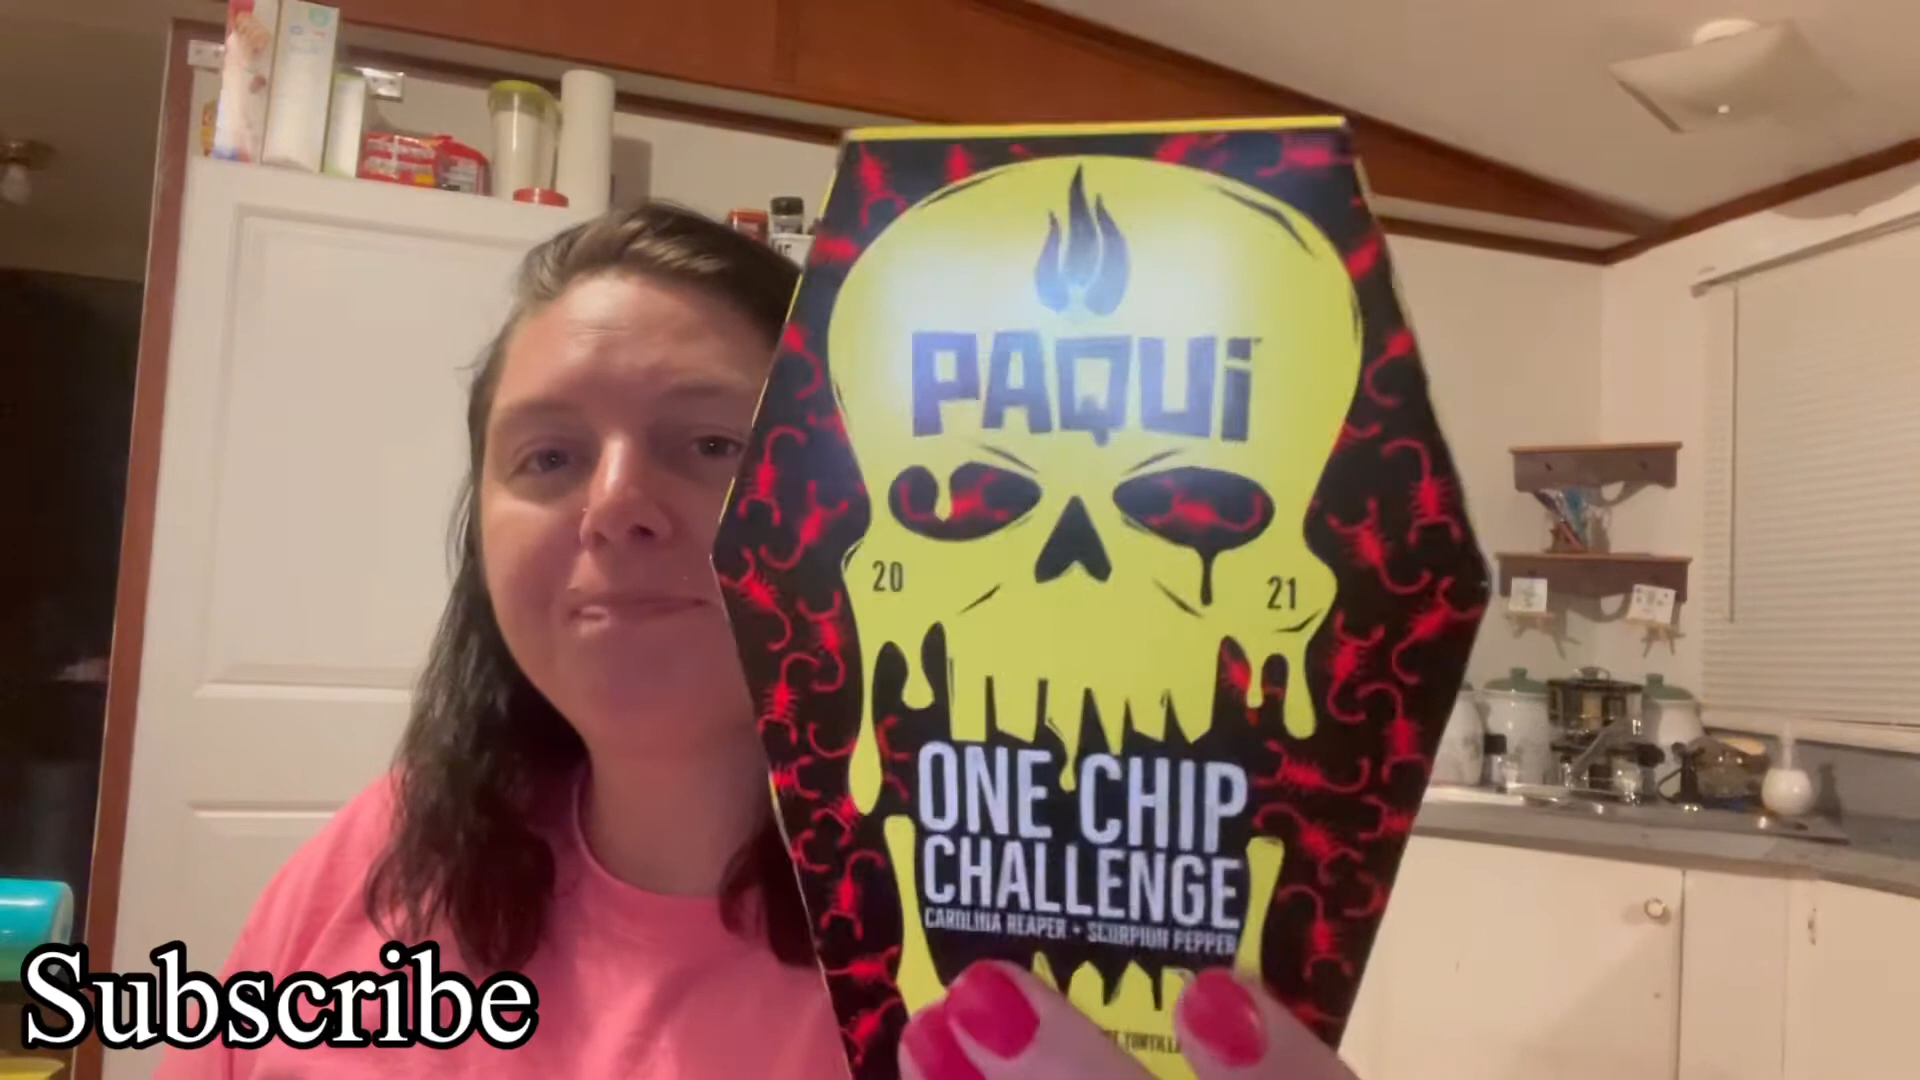 PAQUI
20 21
ONE CHIP
CHALLENGE
CAROLINA REAPER • SCORPION PEPPER
Subscribe